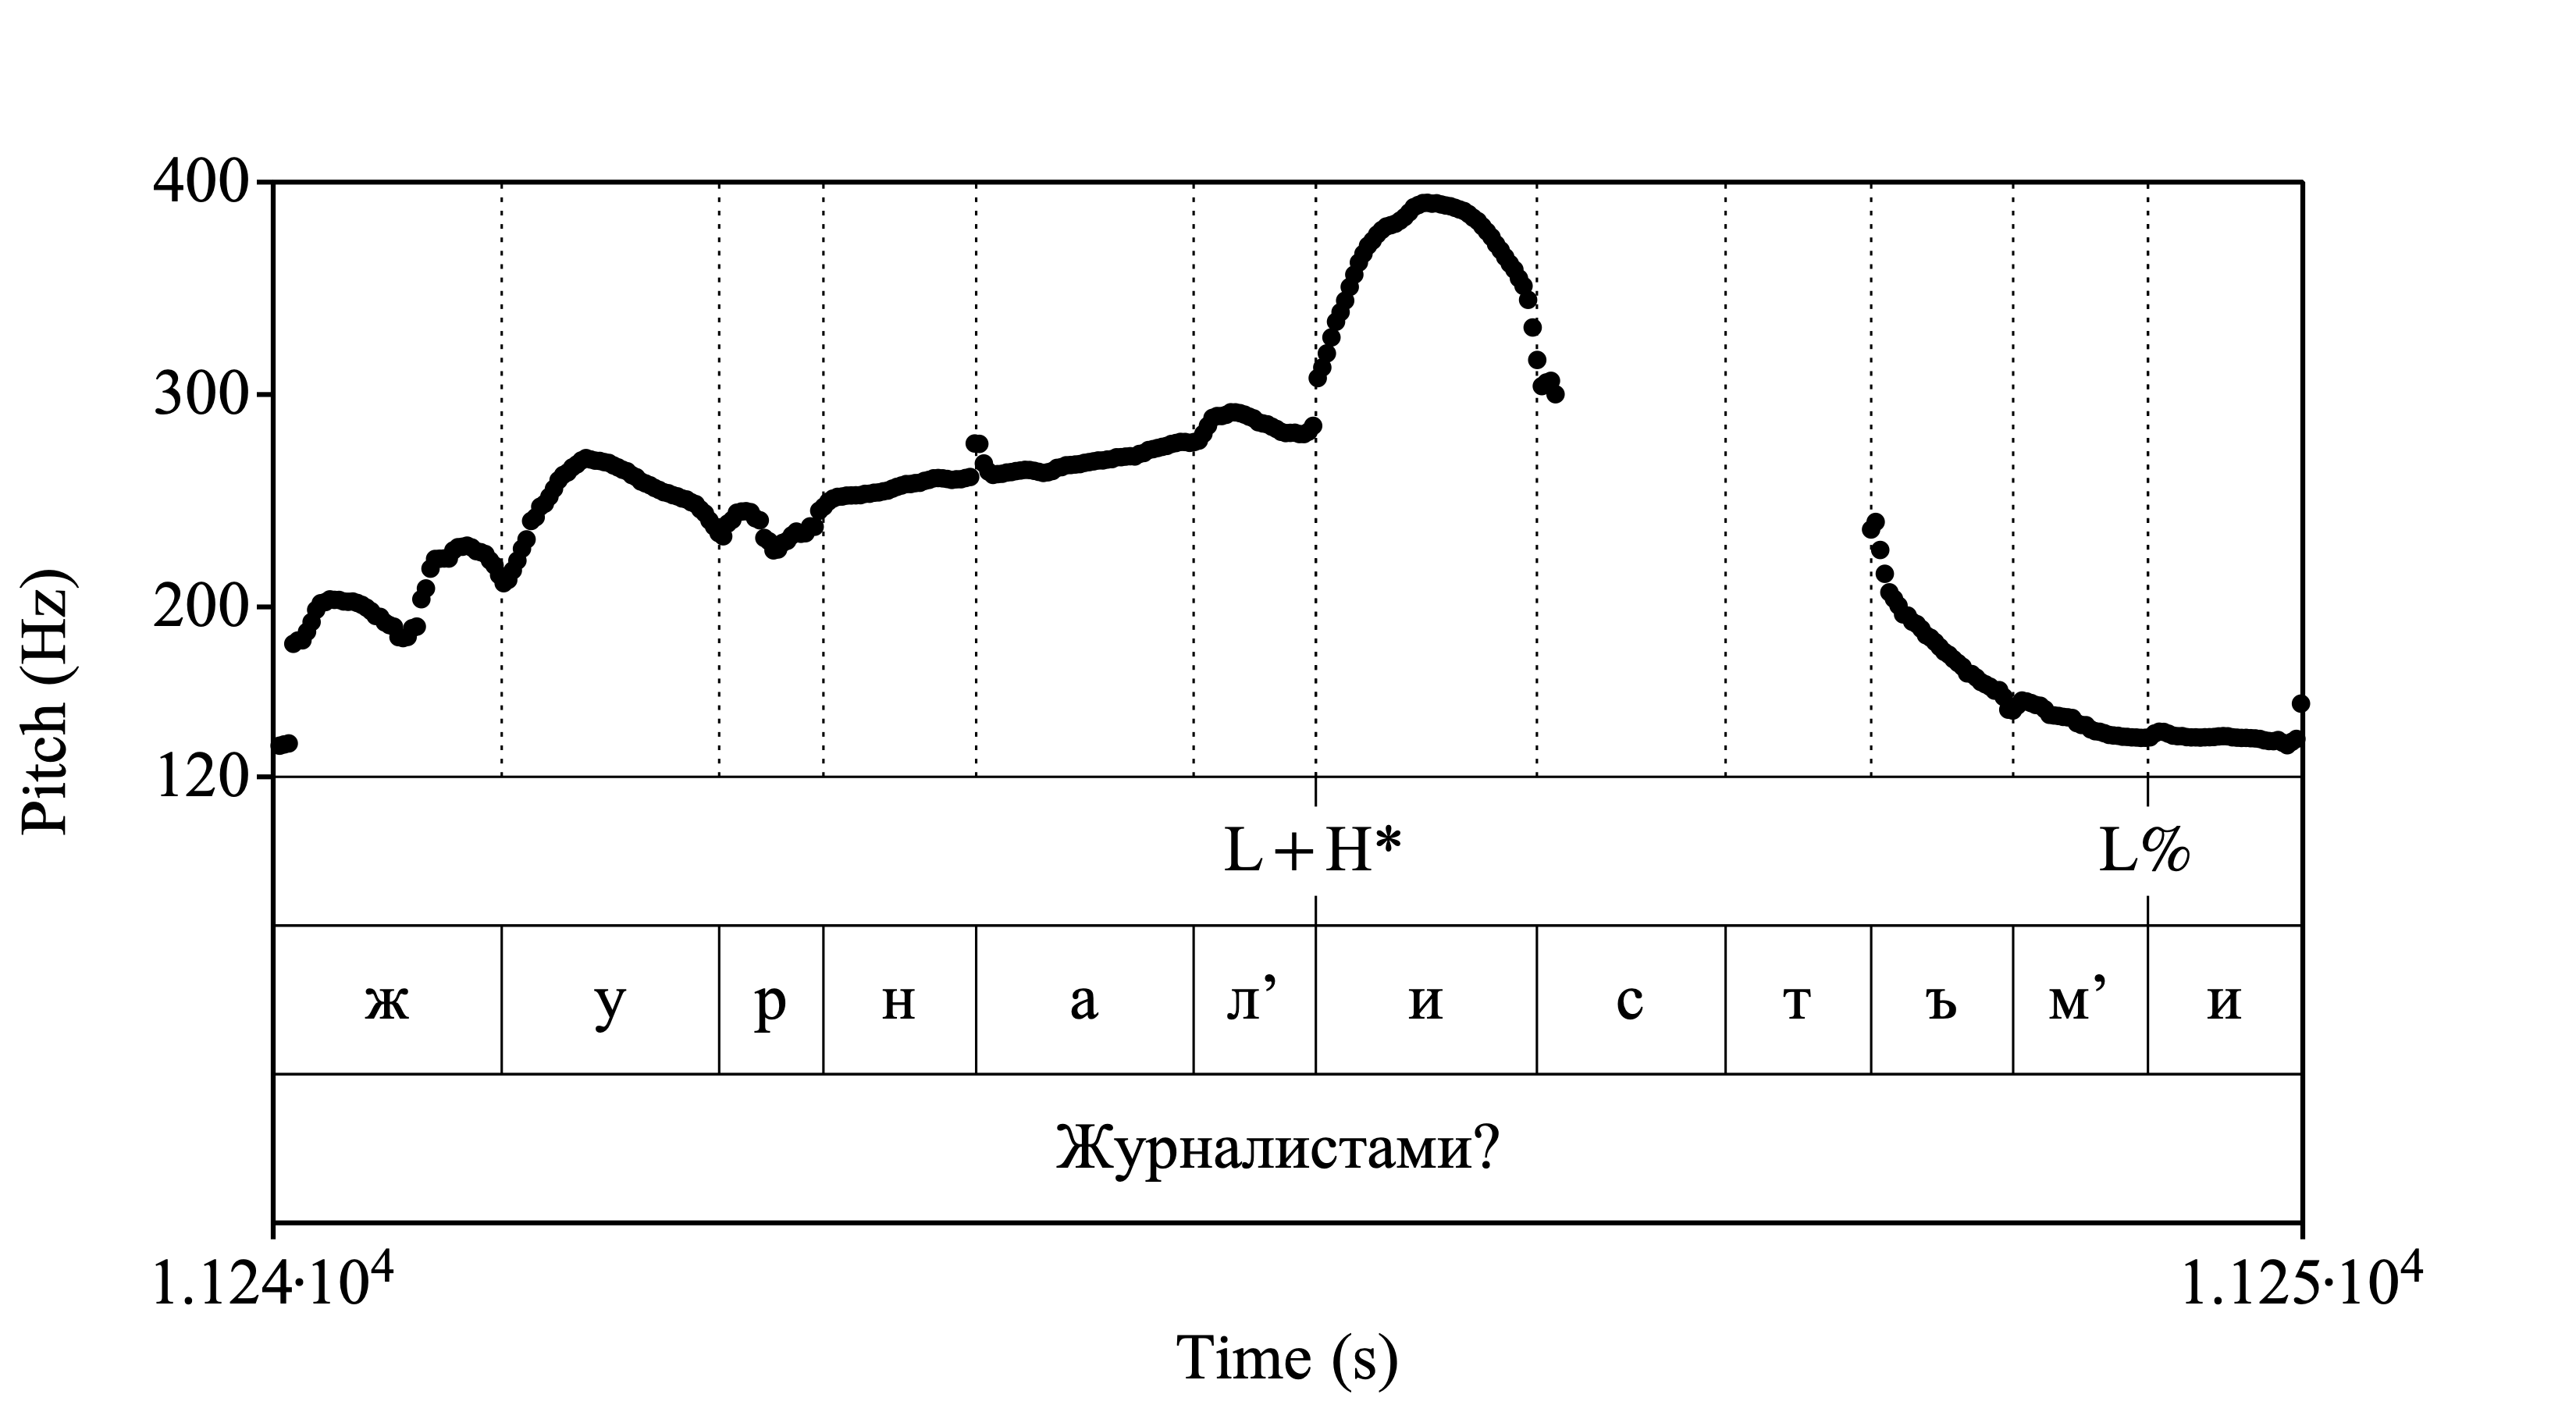 400
300
200
120
Pitch (Hz)
L+H* L%
ж у р н а л’ и с т ъ м’ и
Журналистами?
1.124·10⁴ 1.125·10⁴
Time (s)